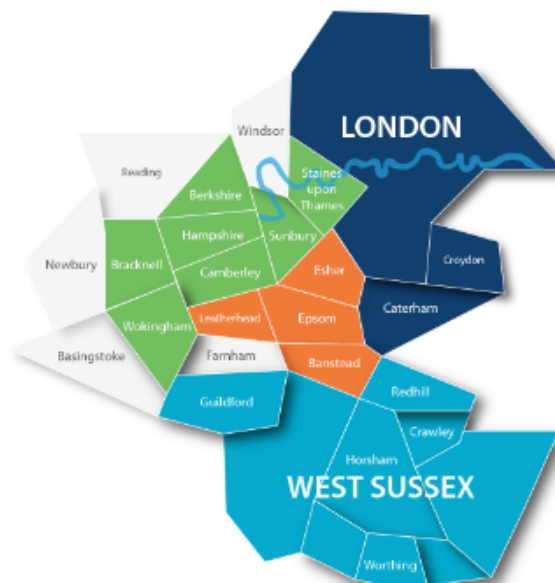 LONDON
Windsor
Reading
Staines
upon
Thames
Berkshire
Hampshire
Sunbury
Newbury
Bracknell
Camberley
Esher
Croydon
Wokingham
Leatherhead
Epsom
Caterham
Basingstoke
Farnham
Banstead
Guildford
Redhill
Crawley
Horsham
WEST SUSSEX
Worthing